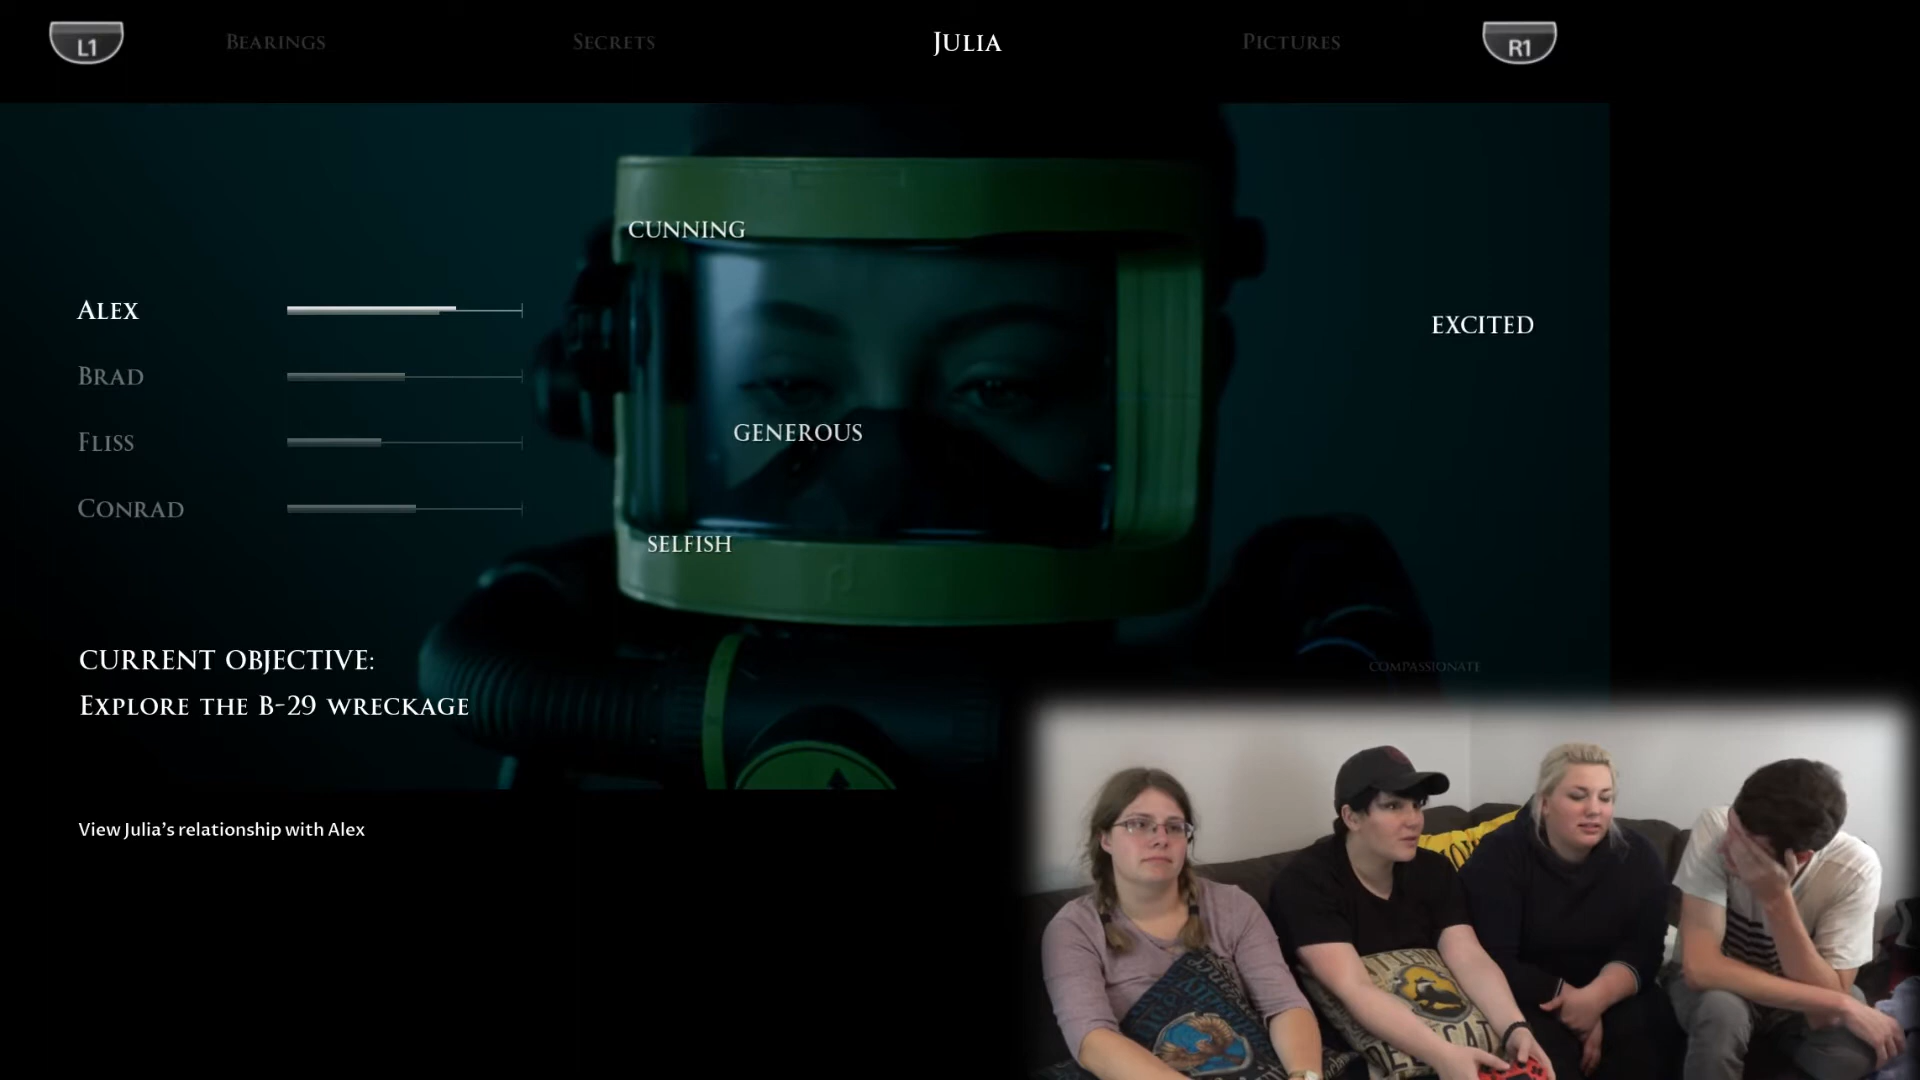 L1
BEARINGS
SECRETS
JULIA
PICTURES
R1
CUNNING
ALEX
EXCITED
BRAD
GENEROUS
FLISS
CONRAD
SELFISH
CURRENT OBJECTIVE:
COMPASSIONATE
EXPLORE THE B-29 WRECKAGE
View Julia's relationship with Alex